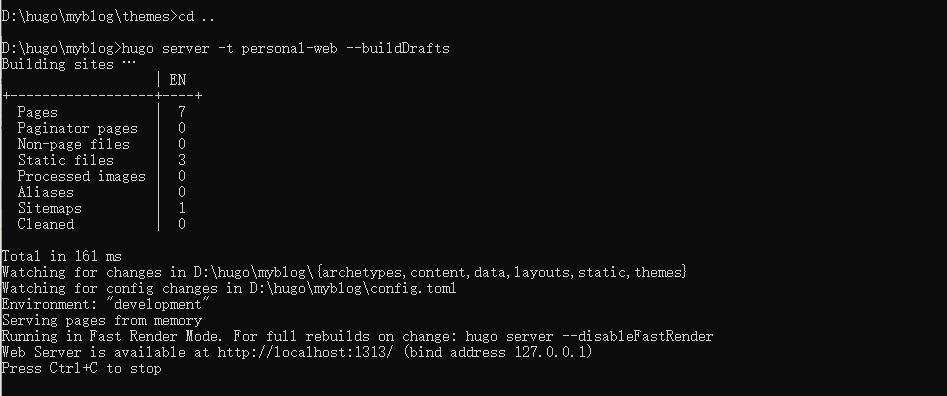 D:\hugo\myblog\themes>cd ..
D:\hugo\myblog>hugo server -t personal-web --buildDrafts
Building sites …
                   | EN
+------------------+----+
  Pages            |  7
  Paginator pages  |  0
  Non-page files   |  0
  Static files     |  3
  Processed images |  0
  Aliases          |  0
  Sitemaps         |  1
  Cleaned          |  0
Total in 161 ms
Watching for changes in D:\hugo\myblog\{archetypes,content,data,layouts,static,themes}
Watching for config changes in D:\hugo\myblog\config.toml
Environment: "development"
Serving pages from memory
Running in Fast Render Mode. For full rebuilds on change: hugo server --disableFastRender
Web Server is available at http://localhost:1313/ (bind address 127.0.0.1)
Press Ctrl+C to stop